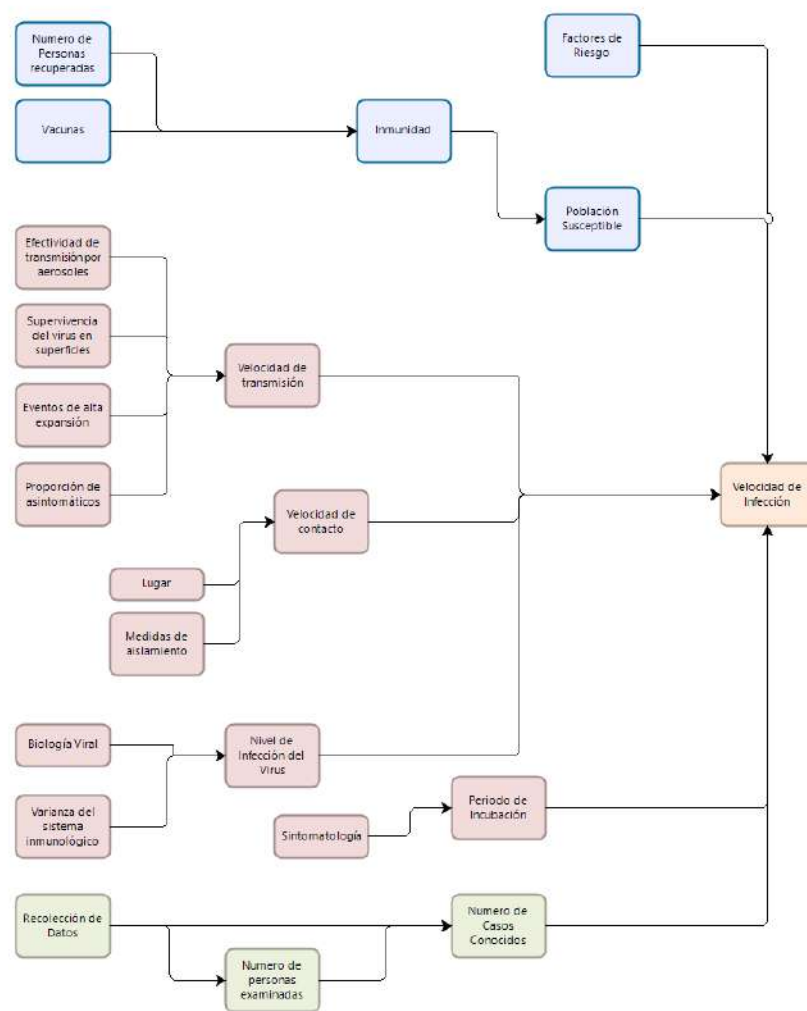 Numero de
Personas
recuperadas
Factores de
Riesgo
Vacunas
Inmunidad
Población
Susceptible
Efectividad de
transmisión por
aerosoles
Supervivencia
del virus en
superficies
Velocidad de
transmisión
Eventos de alta
expansión
Proporción de
asintomáticos
Velocidad de
Infección
Velocidad de
contacto
Lugar
Medidas de
aislamiento
Biología Viral
Nivel de
Infección del
Virus
Varianza del
sistema
inmunológico
Periodo de
Incubación
Sintomatología
Recolección de
Datos
Numero de
Casos
Conocidos
Numero de
personas
examinadas